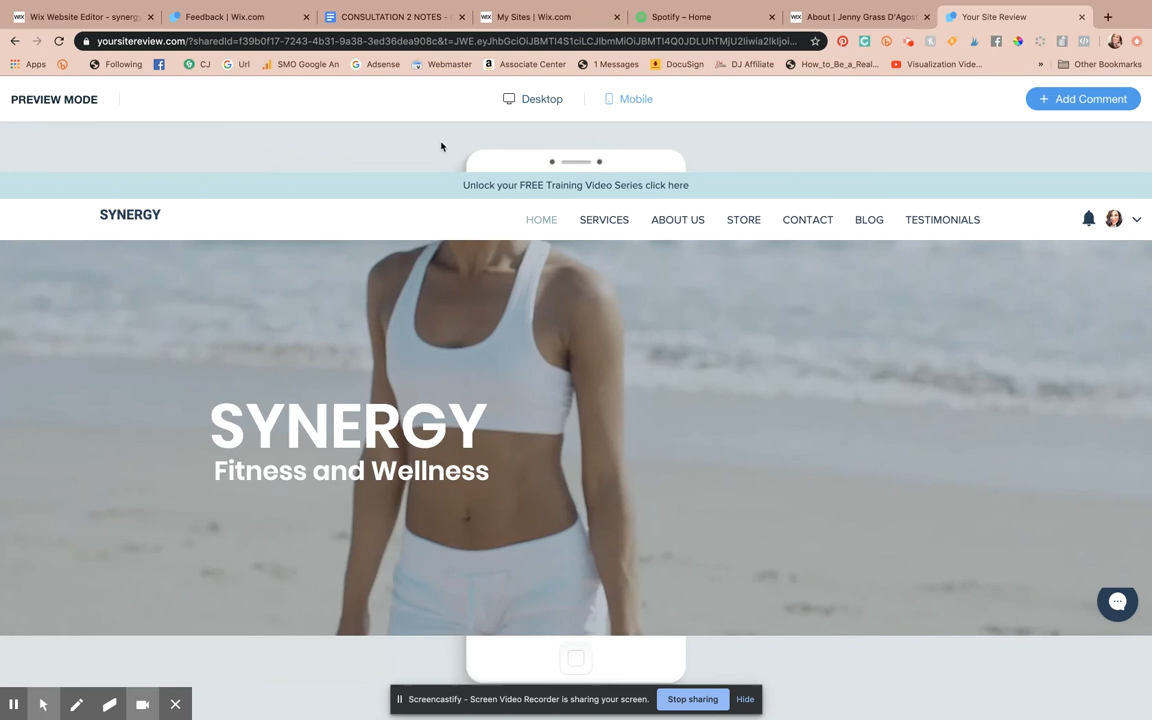 Wix Website Editor - synergy
Feedback | Wix.com
CONSULTATION 2 NOTES -
My Sites | Wix.com
Spotify – Home
About | Jenny Grass D'Agos
Your Site Review
yoursitereview.com/?sharedId=f39b0f17-7243-4b31-9a38-3ed36dea908c&t=JWE.eyJhbGciOiJBMTI4S1ciLCJlbmMiOiJBMTI4Q0JDLUhTMjU2Iiwia2lkIjoi...
Apps
Following
CJ
Url
SMO Google An
Adsense
Webmaster
Associate Center
1 Messages
DocuSign
DJ Affiliate
How_to_Be_a_Real...
Visualization Vide...
»
Other Bookmarks
PREVIEW MODE
Desktop
Mobile
+ Add Comment
Unlock your FREE Training Video Series click here
SYNERGY
HOME
SERVICES
ABOUT US
STORE
CONTACT
BLOG
TESTIMONIALS
SYNERGY
Fitness and Wellness
Screencastify - Screen Video Recorder is sharing your screen.
Stop sharing
Hide